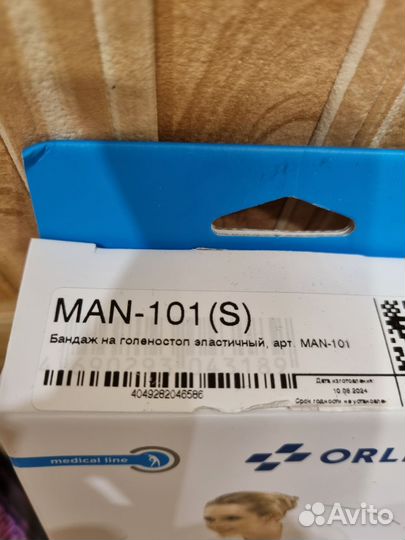 MAN-101(S)
Бандаж на голеностоп эластичный, арт. MAN-101
4049282046586
Дата изготовления:
10.06.2024
Срок годности не установлен
medical line
ORL
Avito